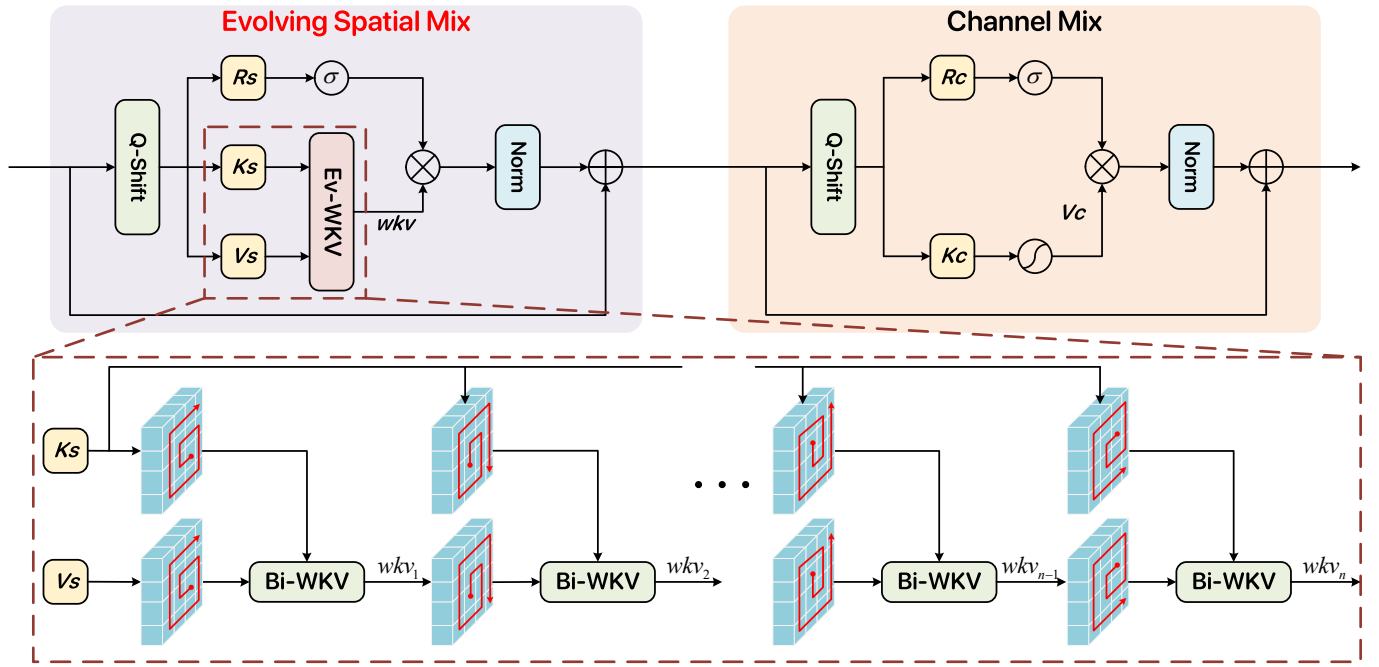 Evolving Spatial Mix
Channel Mix
Q-Shift
Rs
σ
Ks
Vs
Ev-WKV
wkv
Norm
Q-Shift
Rc
σ
Kc
Vc
Norm
Ks
Vs
Bi-WKV
wkv₁
Bi-WKV
wkv₂
. . .
Bi-WKV
wkvₙ₋₁
Bi-WKV
wkvₙ